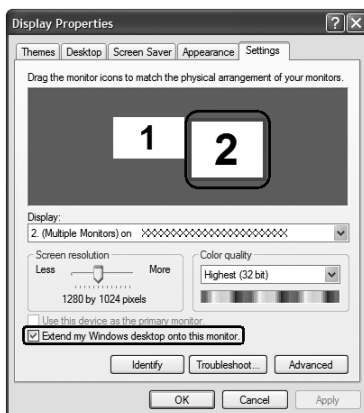 Display Properties
Themes Desktop Screen Saver Appearance Settings
Drag the monitor icons to match the physical arrangement of your monitors.
1 2
Display:
2. (Multiple Monitors) on XXXXXXXXXXXXXXXXXXXXXXX
Screen resolution
Less More
1280 by 1024 pixels
Color quality
Highest (32 bit)
Use this device as the primary monitor.
Extend my Windows desktop onto this monitor.
Identify Troubleshoot... Advanced
OK Cancel Apply